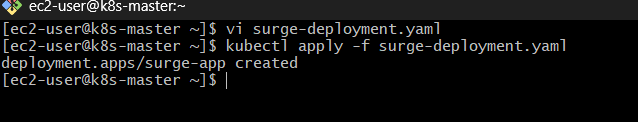 ec2-user@k8s-master:~
[ec2-user@k8s-master ~]$ vi surge-deployment.yaml
[ec2-user@k8s-master ~]$ kubectl apply -f surge-deployment.yaml
deployment.apps/surge-app created
[ec2-user@k8s-master ~]$